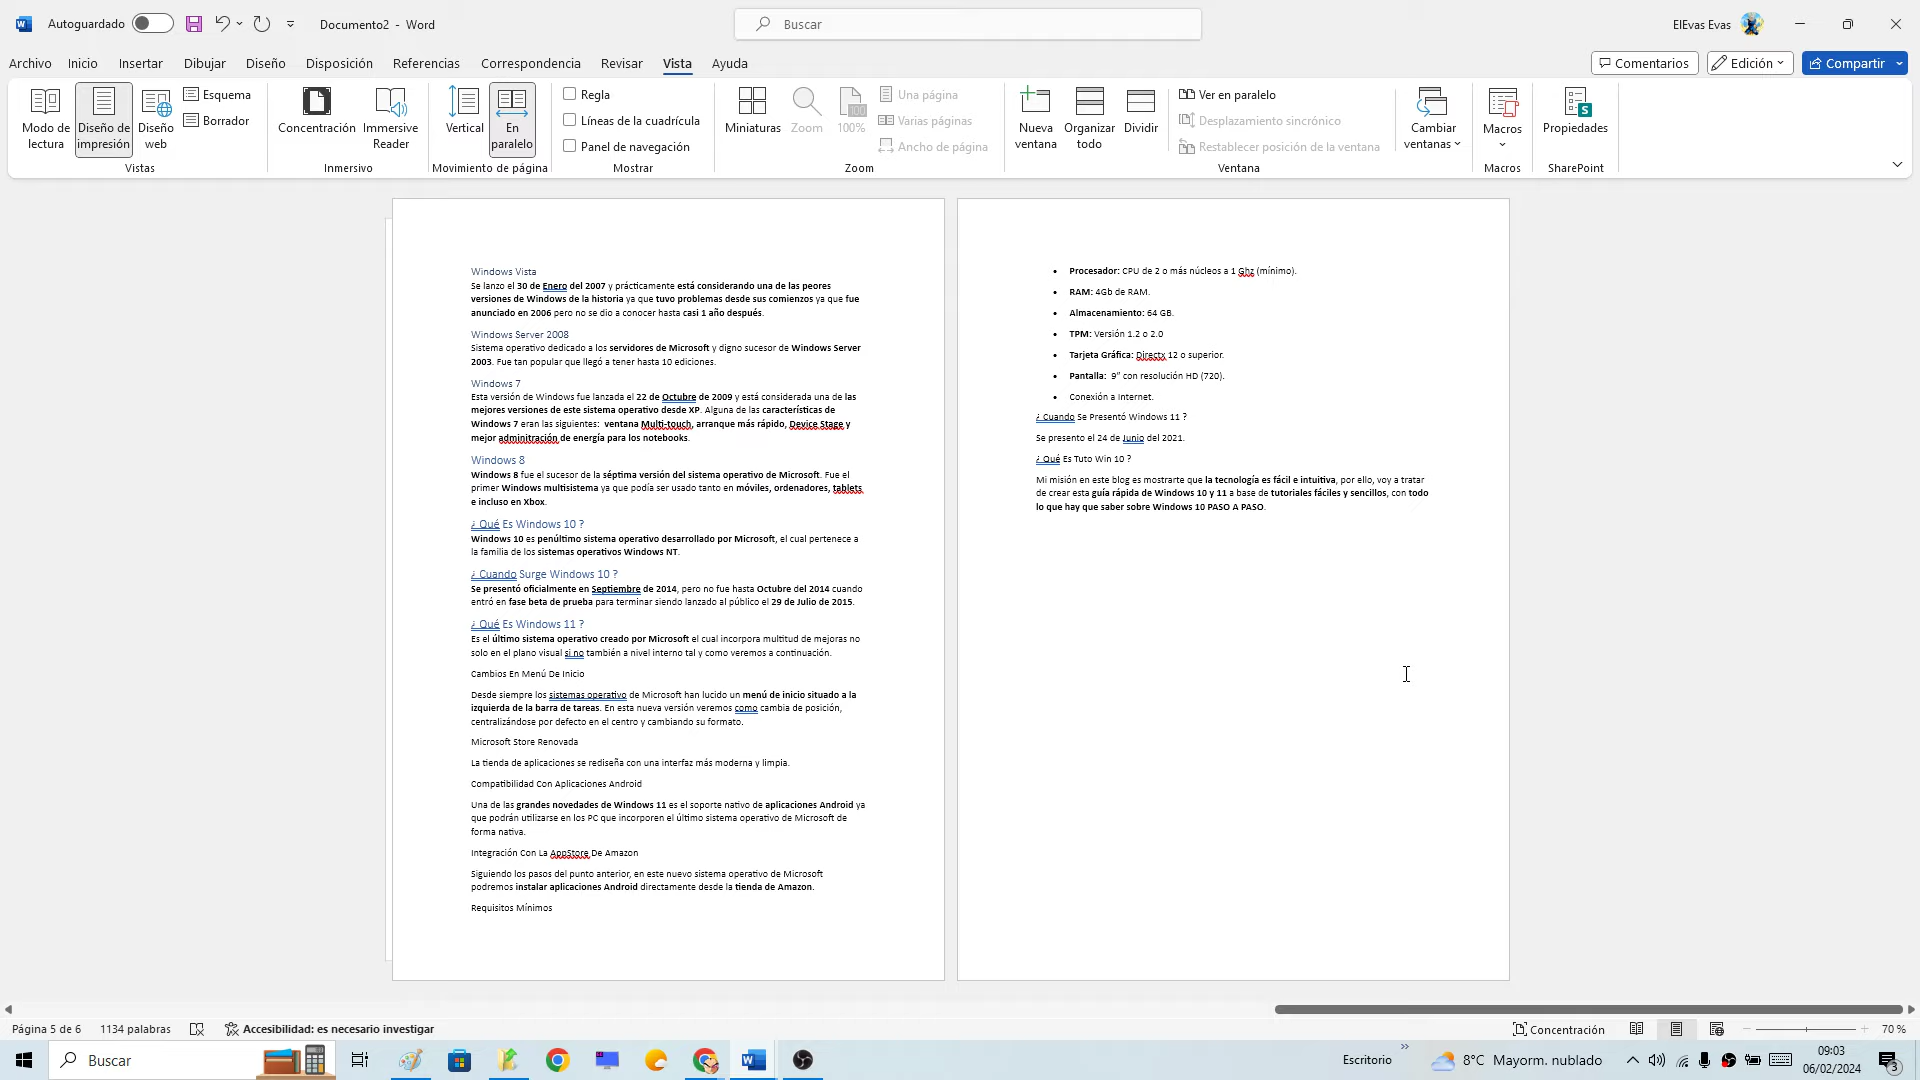 Autoguardado
Documento2 - Word
Buscar
ElEvas Evas
Archivo Inicio Insertar Dibujar Diseño Disposición Referencias Correspondencia Revisar Vista Ayuda
Comentarios Edición Compartir
Modo de lectura
Diseño de impresión
Diseño web
Esquema
Borrador
Vistas
Concentración
Immersive Reader
Inmersivo
Vertical
En paralelo
Movimiento de página
Regla
Líneas de la cuadrícula
Panel de navegación
Mostrar
Miniaturas
Zoom
100%
Una página
Varias páginas
Ancho de página
Zoom
Nueva ventana
Organizar todo
Dividir
Ver en paralelo
Desplazamiento sincrónico
Restablecer posición de la ventana
Ventana
Cambiar ventanas
Macros
Macros
Propiedades
SharePoint
Windows Vista
Se lanzo el 30 de Enero del 2007 y prácticamente está considerando una de las peores
versiones de Windows de la historia ya que tuvo problemas desde sus comienzos ya que fue
anunciado en 2006 pero no se dio a conocer hasta casi 1 año después.
Windows Server 2008
Sistema operativo dedicado a los servidores de Microsoft y digno sucesor de Windows Server
2003. Fue tan popular que llegó a tener hasta 10 ediciones.
Windows 7
Esta versión de Windows fue lanzada el 22 de Octubre de 2009 y está considerada una de las
mejores versiones de este sistema operativo desde XP. Alguna de las características de
Windows 7 eran las siguientes: ventana Multi-touch, arranque más rápido, Device Stage y
mejor adminitración de energía para los notebooks.
Windows 8
Windows 8 fue el sucesor de la séptima versión del sistema operativo de Microsoft. Fue el
primer Windows multisistema ya que podía ser usado tanto en móviles, ordenadores, tablets
e incluso en Xbox.
¿ Qué Es Windows 10 ?
Windows 10 es penúltimo sistema operativo desarrollado por Microsoft, el cual pertenece a
la familia de los sistemas operativos Windows NT.
¿ Cuando Surge Windows 10 ?
Se presentó oficialmente en Septiembre de 2014, pero no fue hasta Octubre del 2014 cuando
entró en fase beta de prueba para terminar siendo lanzado al público el 29 de Julio de 2015.
¿ Qué Es Windows 11 ?
Es el último sistema operativo creado por Microsoft el cual incorpora multitud de mejoras no
solo en el plano visual si no también a nivel interno tal y como veremos a continuación.
Cambios En Menú De Inicio
Desde siempre los sistemas operativo de Microsoft han lucido un menú de inicio situado a la
izquierda de la barra de tareas. En esta nueva versión veremos como cambia de posición,
centralizándose por defecto en el centro y cambiando su formato.
Microsoft Store Renovada
La tienda de aplicaciones se rediseña con una interfaz más moderna y limpia.
Compatibilidad Con Aplicaciones Android
Una de las grandes novedades de Windows 11 es el soporte nativo de aplicaciones Android ya
que podrán utilizarse en los PC que incorporen el último sistema operativo de Microsoft de
forma nativa.
Integración Con La AppStore De Amazon
Siguiendo los pasos del punto anterior, en este nuevo sistema operativo de Microsoft
podremos instalar aplicaciones Android directamente desde la tienda de Amazon.
Requisitos Mínimos
• Procesador: CPU de 2 o más núcleos a 1 Ghz (mínimo).
• RAM: 4Gb de RAM.
• Almacenamiento: 64 GB.
• TPM: Versión 1.2 o 2.0
• Tarjeta Gráfica: Directx 12 o superior.
• Pantalla: 9” con resolución HD (720).
• Conexión a Internet.
¿ Cuando Se Presentó Windows 11 ?
Se presento el 24 de Junio del 2021.
¿ Qué Es Tuto Win 10 ?
Mi misión en este blog es mostrarte que la tecnología es fácil e intuitiva, por ello, voy a tratar
de crear esta guía rápida de Windows 10 y 11 a base de tutoriales fáciles y sencillos, con todo
lo que hay que saber sobre Windows 10 PASO A PASO.
Página 5 de 6 1134 palabras Accesibilidad: es necesario investigar
Concentración 70 %
Buscar
Escritorio
8°C Mayorm. nublado
09:03
06/02/2024
3